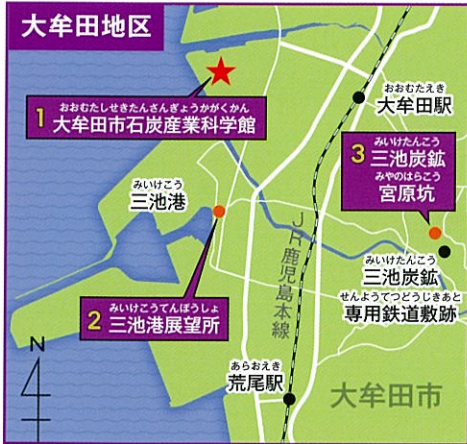 大牟田地区
おおむたしせきたんさんぎょうかがくかん
1 大牟田市石炭産業科学館
おおむたえき
大牟田駅
みいけたんこう
3 三池炭鉱
みやのはらこう
宮原坑
みいけこう
三池港
JR鹿児島本線
みいけたんこう
三池炭鉱
せんようてつどうじきあと
専用鉄道敷跡
みいけこうてんぼうしょ
2 三池港展望所
N
あらおえき
荒尾駅
大牟田市